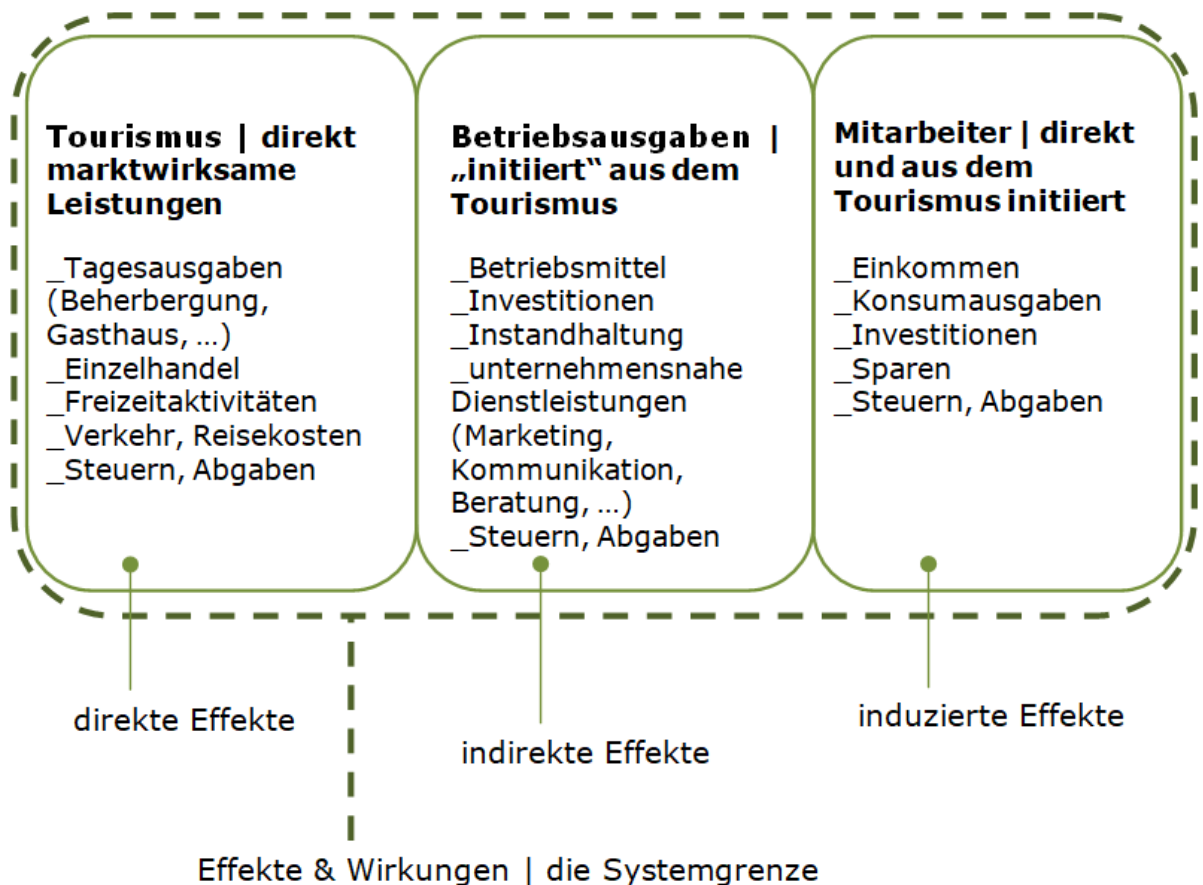 Tourismus | direkt
marktwirksame
Leistungen
_Tagesausgaben
(Beherbergung,
Gasthaus, …)
_Einzelhandel
_Freizeitaktivitäten
_Verkehr, Reisekosten
_Steuern, Abgaben
Betriebsausgaben |
„initiiert“ aus dem
Tourismus
_Betriebsmittel
_Investitionen
_Instandhaltung
_unternehmensnahe
Dienstleistungen
(Marketing,
Kommunikation,
Beratung, …)
_Steuern, Abgaben
Mitarbeiter | direkt
und aus dem
Tourismus initiiert
_Einkommen
_Konsumausgaben
_Investitionen
_Sparen
_Steuern, Abgaben
direkte Effekte
indirekte Effekte
induzierte Effekte
Effekte & Wirkungen | die Systemgrenze